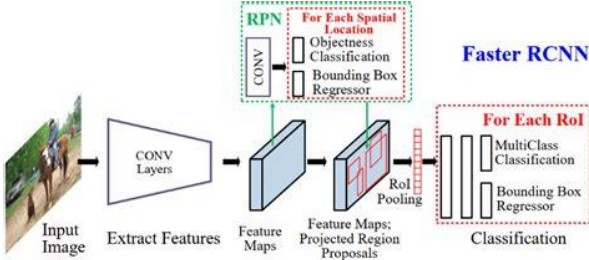 RPN
For Each Spatial
Location
CONV
Objectness
Classification
Bounding Box
Regressor
Faster RCNN
For Each RoI
CONV
Layers
RoI
Pooling
MultiClass
Classification
Bounding Box
Regressor
Input
Image
Extract Features
Feature
Maps
Feature Maps;
Projected Region
Proposals
Classification